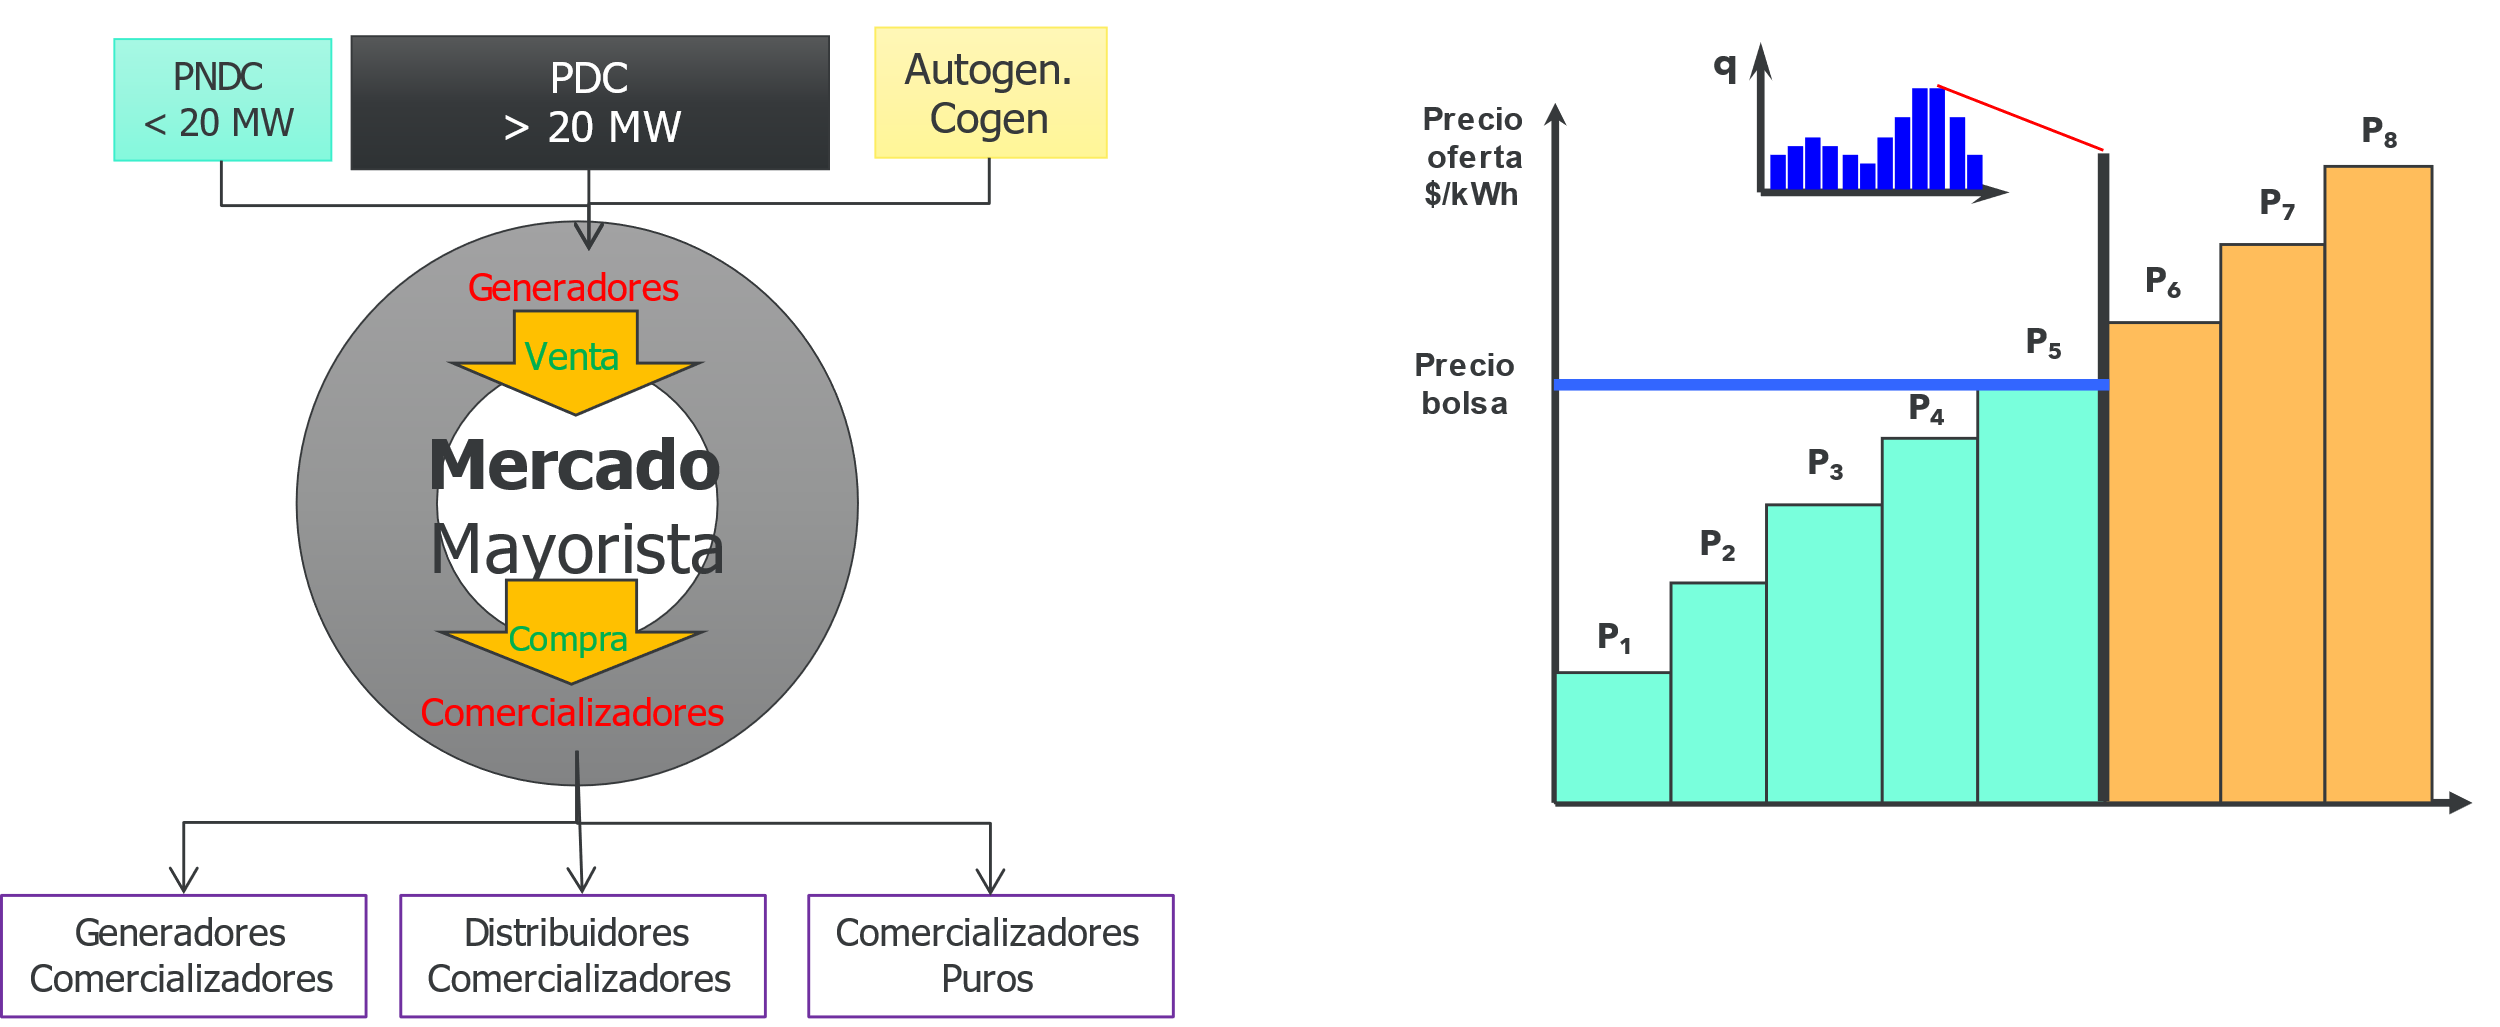 PNDC
< 20 MW
PDC
> 20 MW
Autogen.
Cogen
Generadores
Venta
Mercado
Mayorista
Compra
Comercializadores
Generadores
Comercializadores
Distribuidores
Comercializadores
Comercializadores
Puros
q
Precio
oferta
$/kWh
Precio
bolsa
P1
P2
P3
P4
P5
P6
P7
P8